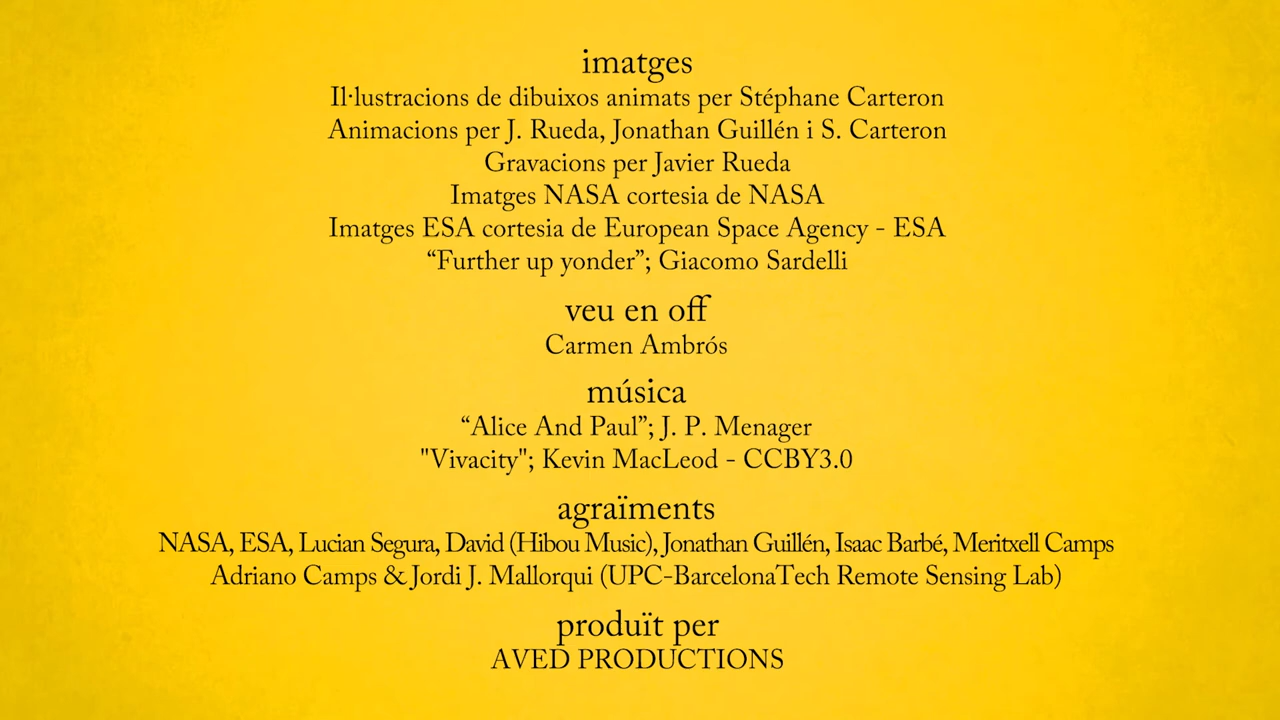 imatges
Il·lustracions de dibuixos animats per Stéphane Carteron
Animacions per J. Rueda, Jonathan Guillén i S. Carteron
Gravacions per Javier Rueda
Imatges NASA cortesia de NASA
Imatges ESA cortesia de European Space Agency - ESA
“Further up yonder”; Giacomo Sardelli
veu en off
Carmen Ambrós
música
“Alice And Paul”; J. P. Menager
"Vivacity"; Kevin MacLeod - CCBY3.0
agraïments
NASA, ESA, Lucian Segura, David (Hibou Music), Jonathan Guillén, Isaac Barbé, Meritxell Camps
Adriano Camps & Jordi J. Mallorqui (UPC-BarcelonaTech Remote Sensing Lab)
produït per
AVED PRODUCTIONS